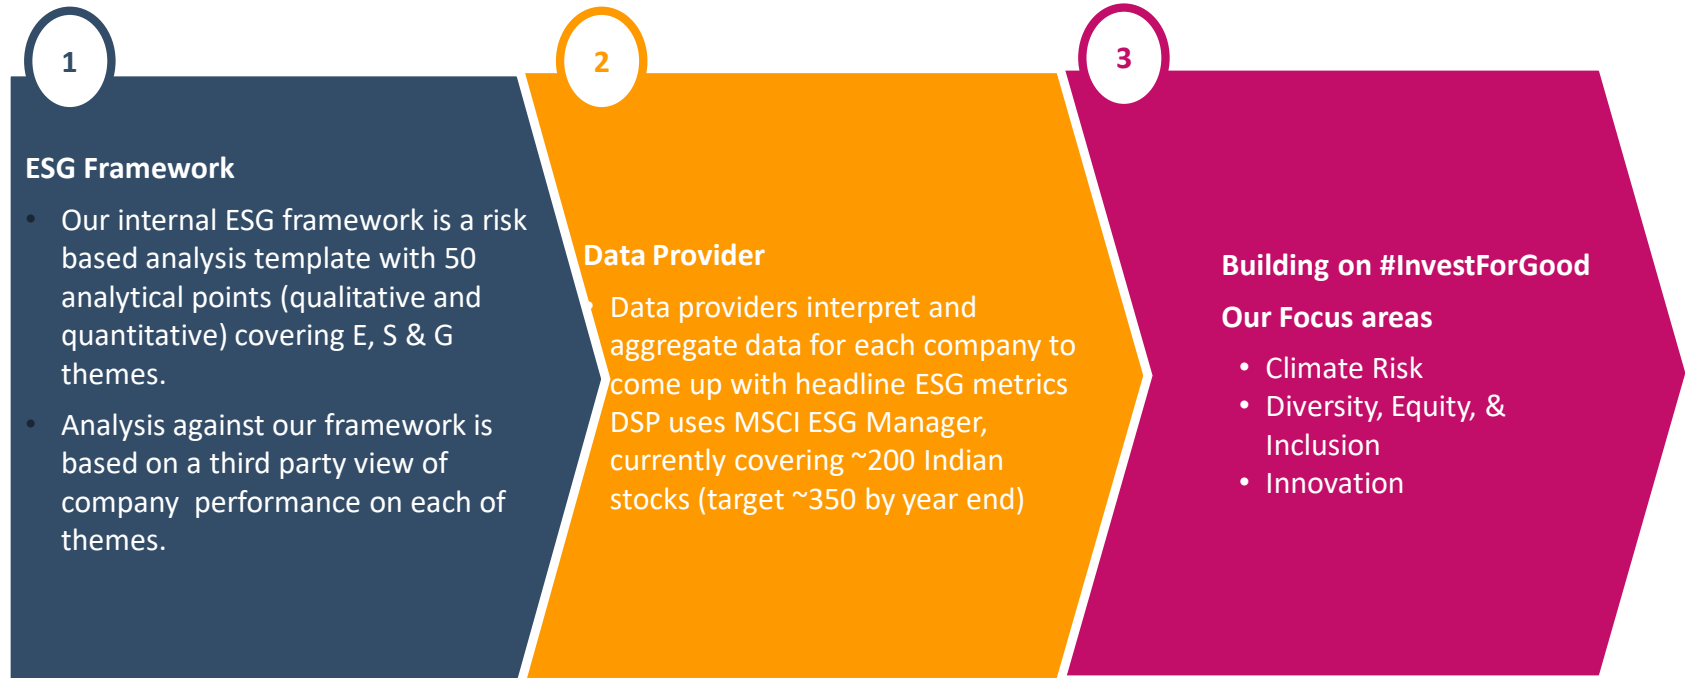 1
ESG Framework
• Our internal ESG framework is a risk
based analysis template with 50
analytical points (qualitative and
quantitative) covering E, S & G
themes.
• Analysis against our framework is
based on a third party view of
company  performance on each of
themes.
2
Data Provider
• Data providers interpret and
aggregate data for each company to
come up with headline ESG metrics
DSP uses MSCI ESG Manager,
currently covering ~200 Indian
stocks (target ~350 by year end)
3
Building on #InvestForGood
Our Focus areas
• Climate Risk
• Diversity, Equity, &
Inclusion
• Innovation